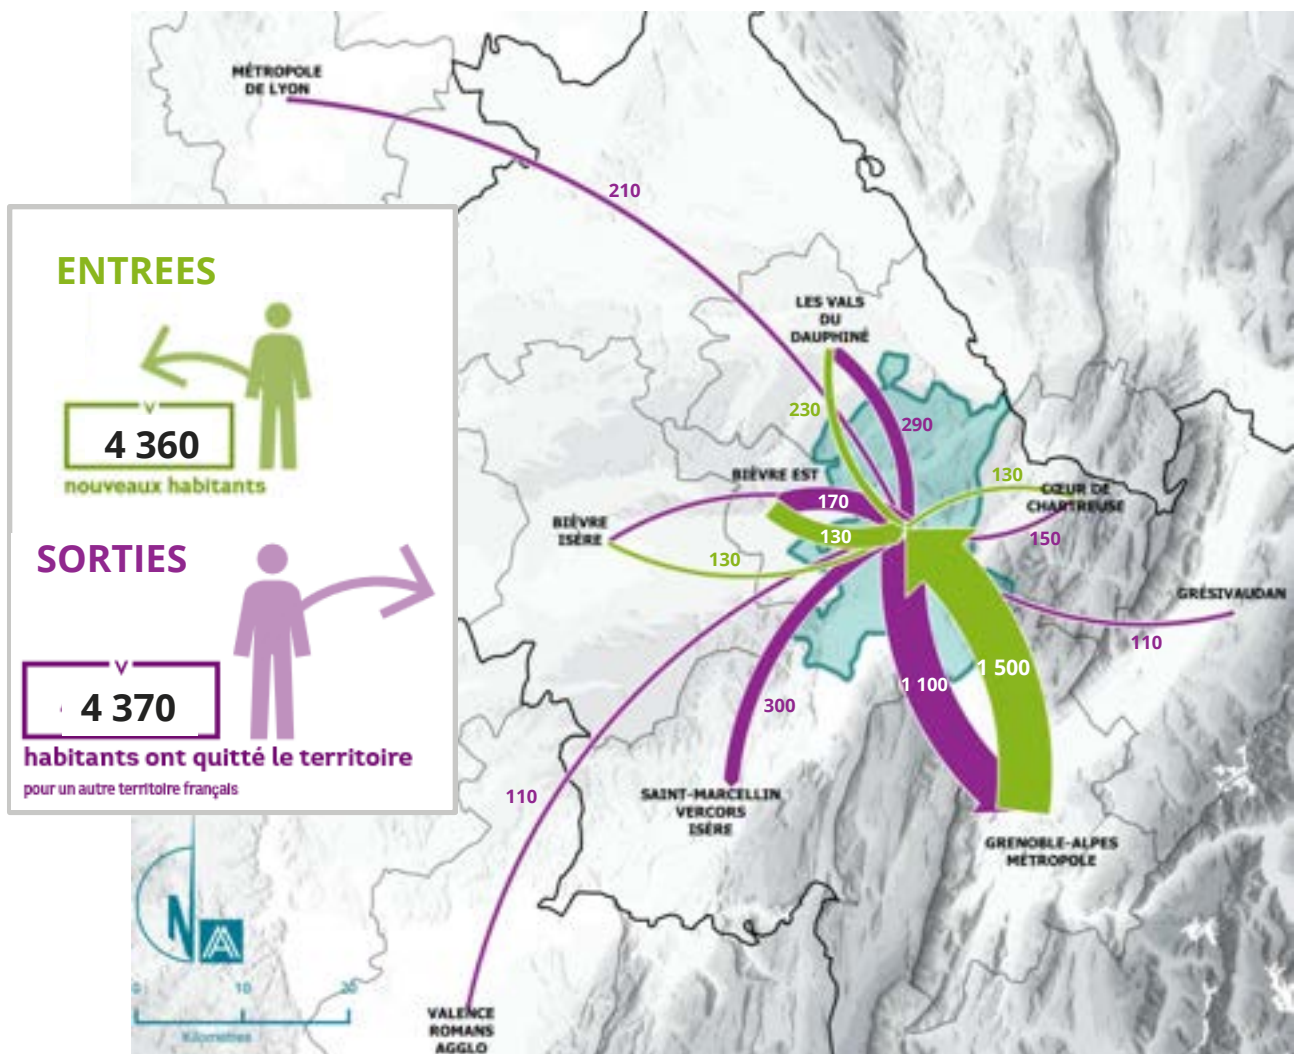 MÉTROPOLE
DE LYON
210
ENTREES
4 360
nouveaux habitants
SORTIES
4 370
habitants ont quitté le territoire
pour un autre territoire français
LES VALS
DU
DAUPHINÉ
230
290
BIÈVRE EST
170
130
BIÈVRE
ISÈRE
130
130
CŒUR DE
CHARTREUSE
150
GRÉSIVAUDAN
110
1 500
1 100
300
SAINT-MARCELLIN
VERCORS
ISÈRE
110
GRENOBLE-ALPES
MÉTROPOLE
VALENCE
ROMANS
AGGLO
N
0 10 20
Kilomètres